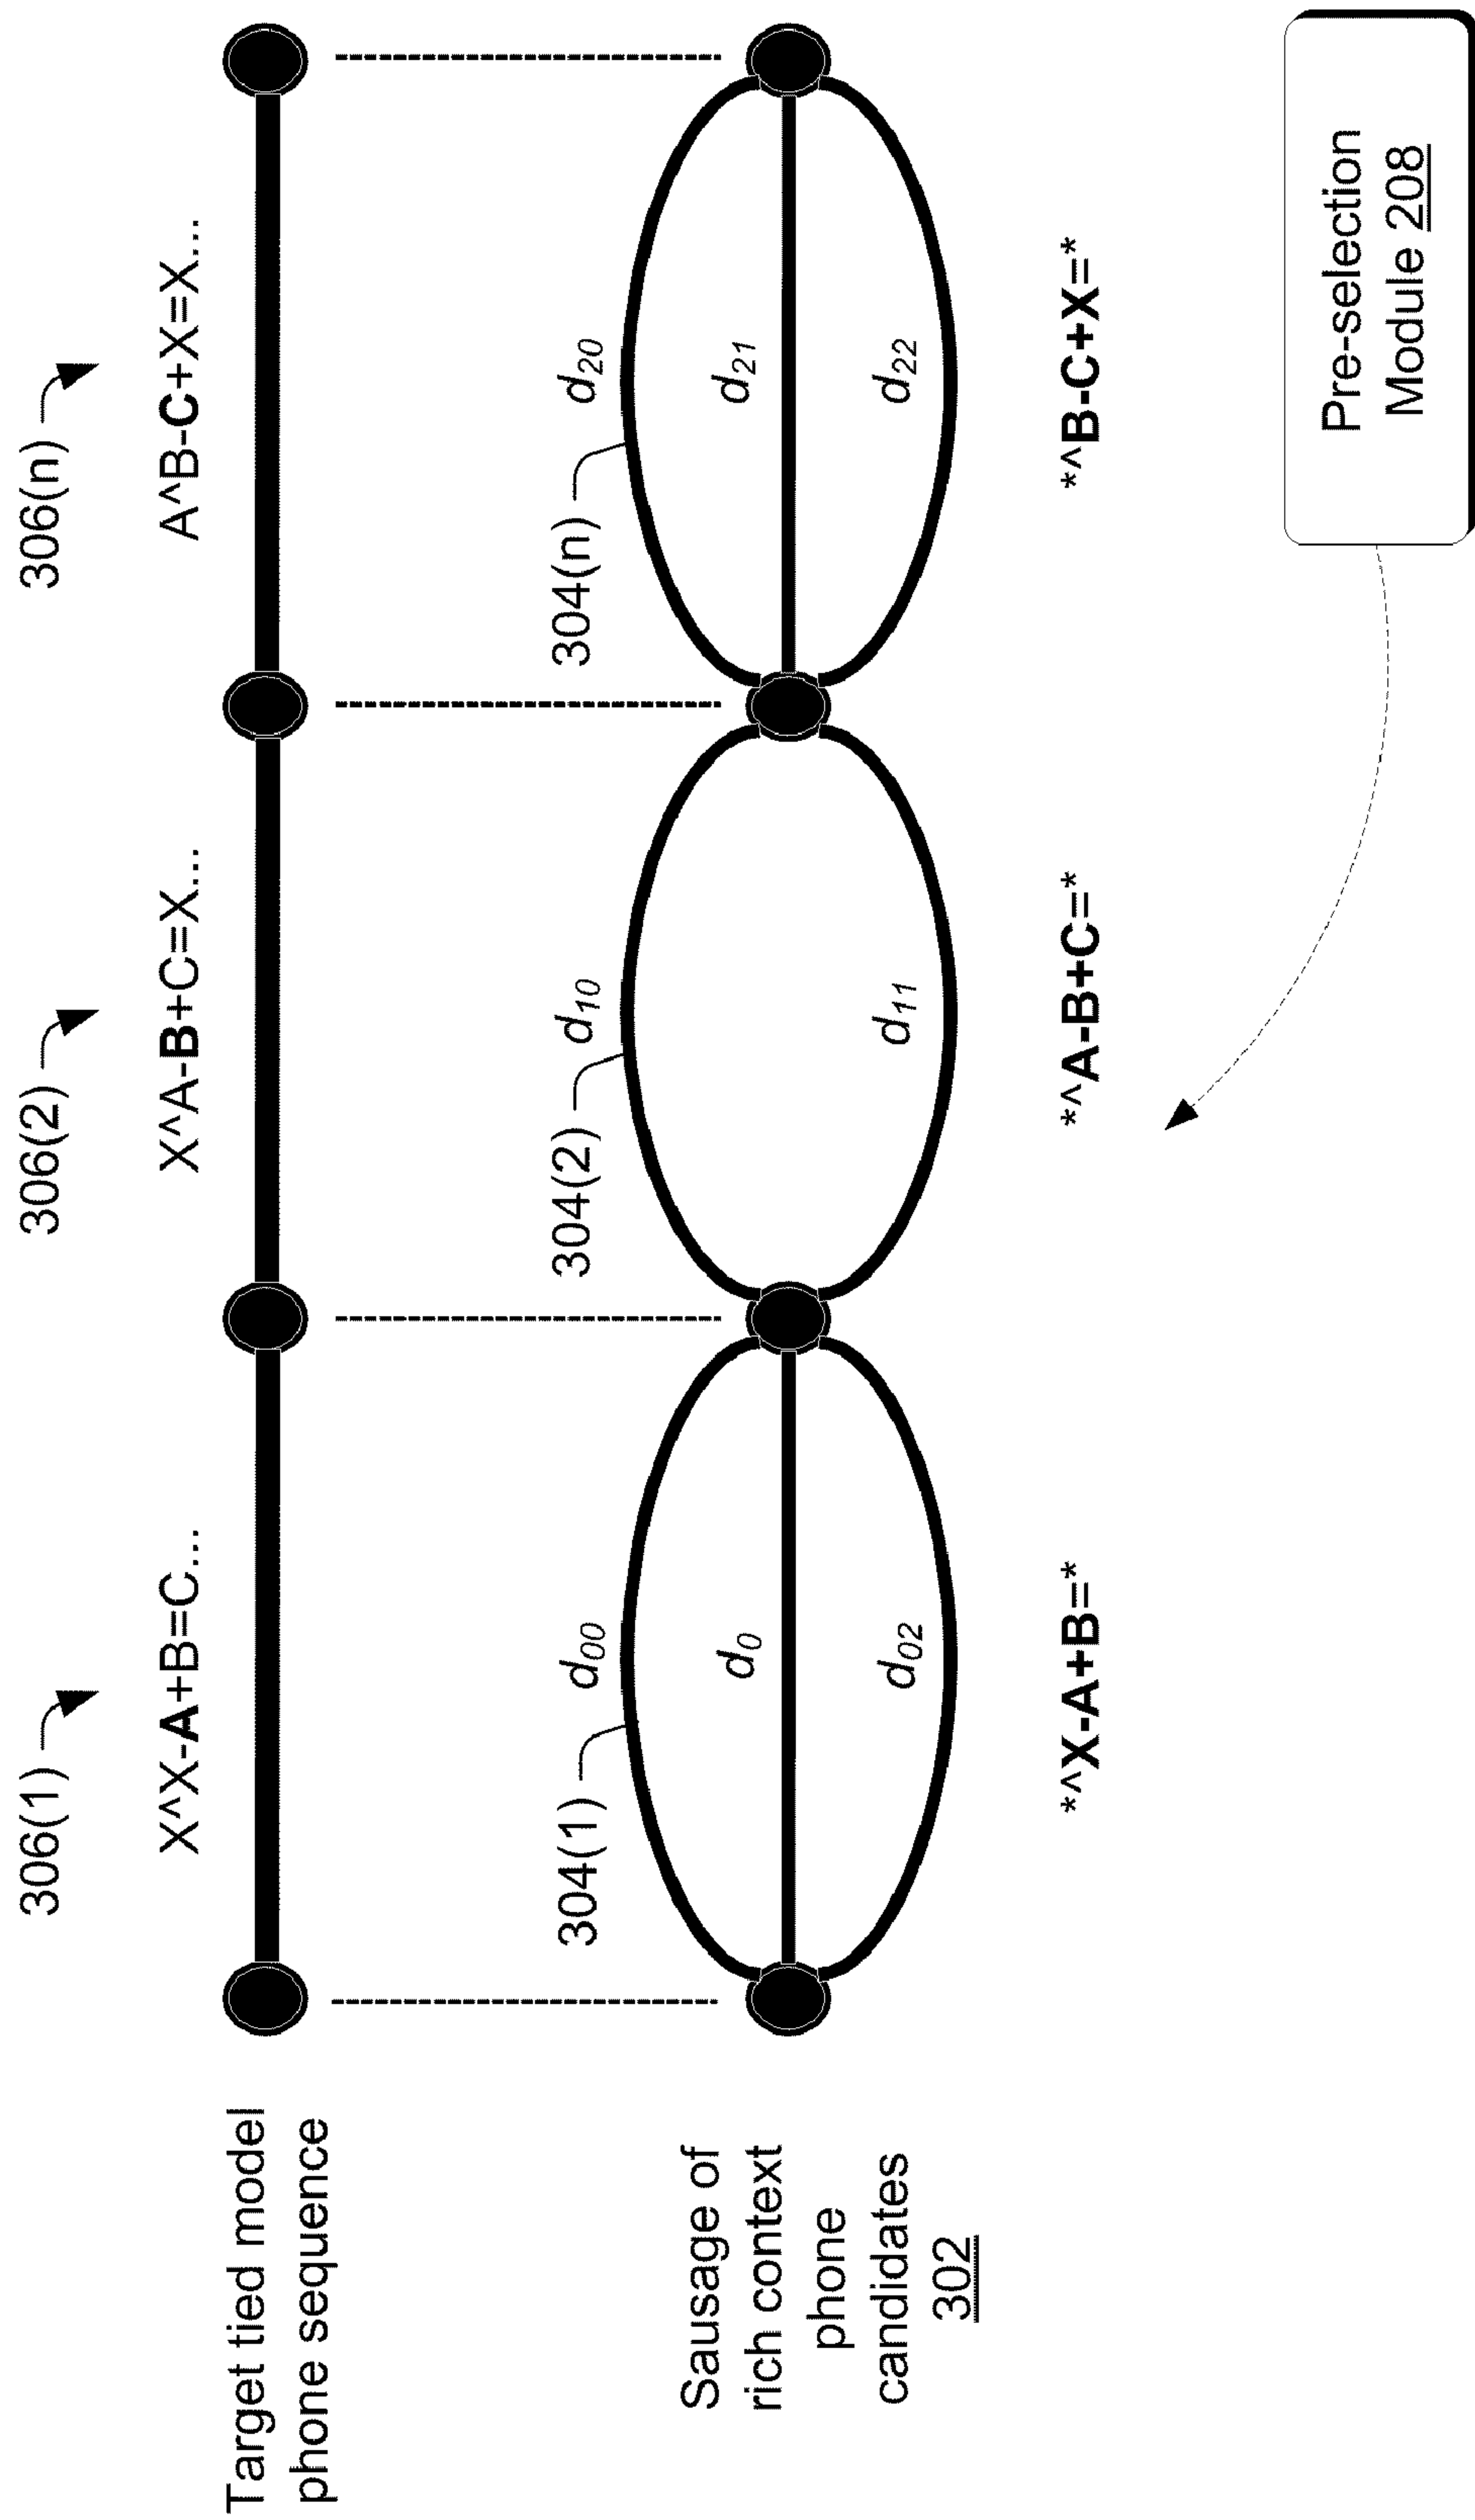 306(1)
306(2)
306(n)
X^X-A+B=C...
X^A-B+C=X...
A^B-C+X=X...
Target tied model
phone sequence
304(1)
d00
304(2)
d10
304(n)
d20
d0
d21
d02
d11
d22
Sausage of
rich context
phone
candidates
302
*^X-A+B=*
*^A-B+C=*
*^B-C+X=*
Pre-selection
Module 208